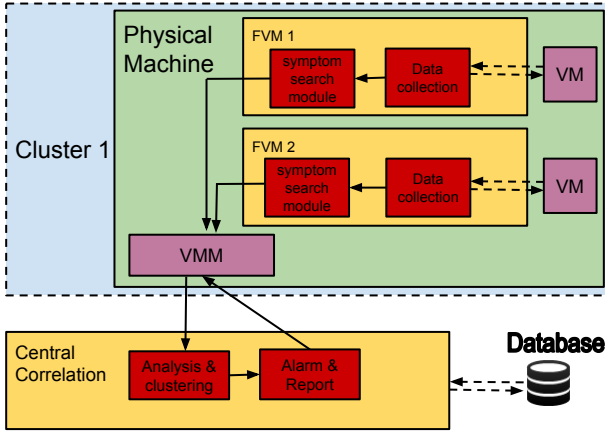 Physical
Machine
FVM 1
symptom
search
module
Data
collection
VM
Cluster 1
FVM 2
symptom
search
module
Data
collection
VM
VMM
Central
Correlation
Analysis &
clustering
Alarm &
Report
Database